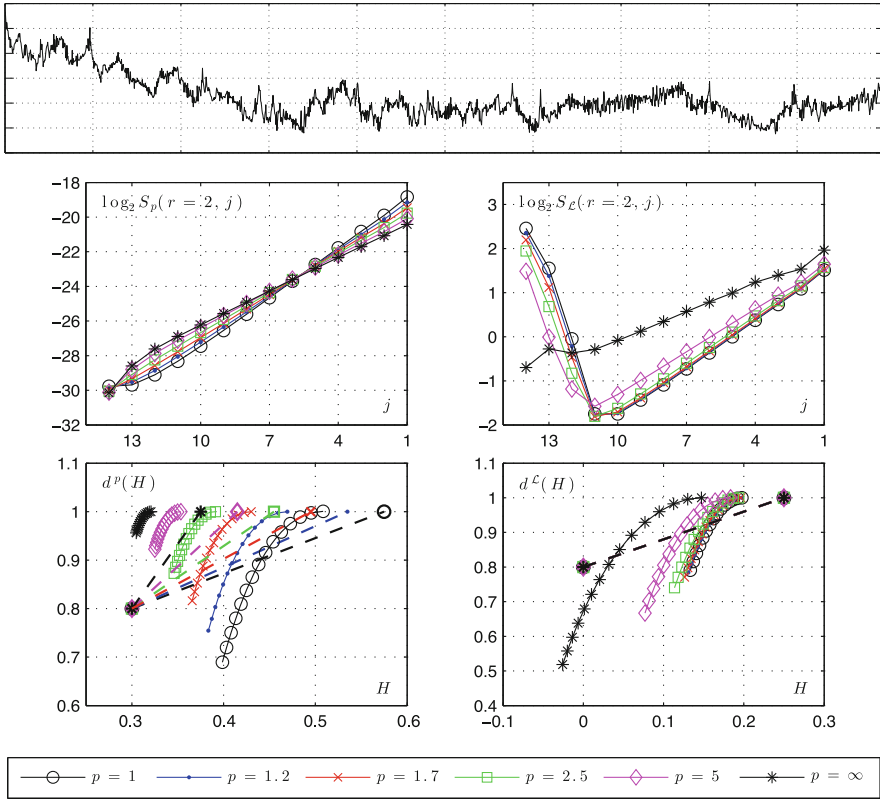 log₂ Sₚ( r = 2, j )
−18
−20
−22
−24
−26
−28
−30
−32
13 10 7 4 1
j
log₂ S_ℒ( r = 2, j )
3
2
1
0
−1
−2
13 10 7 4 1
j
d^p(H)
1.1
1
0.9
0.8
0.7
0.6
0.3 0.4 0.5 0.6
H
d^ℒ(H)
1.1
1
0.9
0.8
0.7
0.6
0.5
0.4
−0.1 0 0.1 0.2 0.3
H
p = 1 p = 1.2 p = 1.7 p = 2.5 p = 5 p = ∞